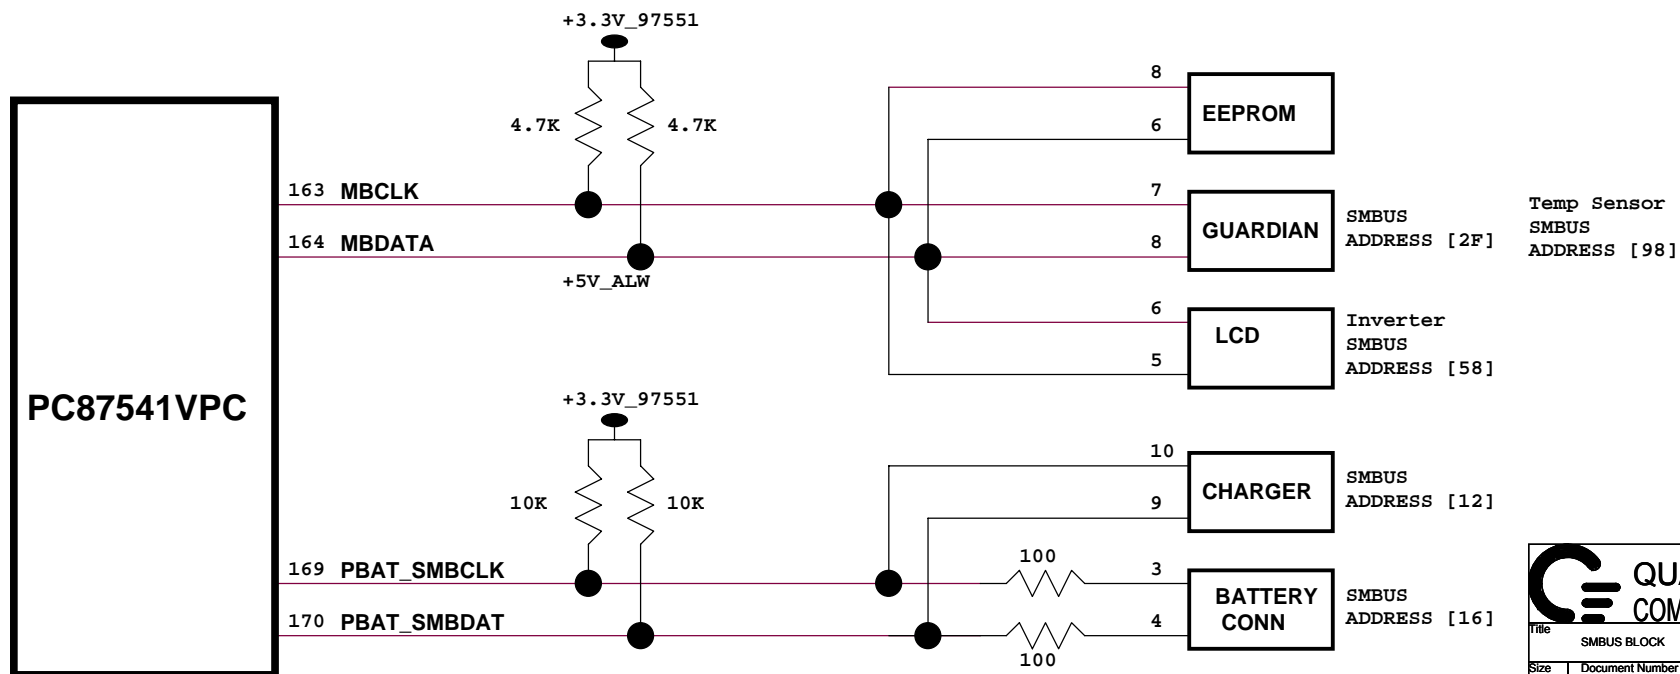 +3.3V_97551
4.7K
4.7K
163 MBCLK
164 MBDATA
+5V_ALW
8
6
EEPROM
7
8
GUARDIAN
SMBUS
ADDRESS [2F]
Temp Sensor
SMBUS
ADDRESS [98]
6
5
LCD
Inverter
SMBUS
ADDRESS [58]
PC87541VPC
+3.3V_97551
10K
10K
169 PBAT_SMBCLK
170 PBAT_SMBDAT
10
9
CHARGER
SMBUS
ADDRESS [12]
100
100
3
4
BATTERY
CONN
SMBUS
ADDRESS [16]
Title
SMBUS BLOCK
Size
Document Number